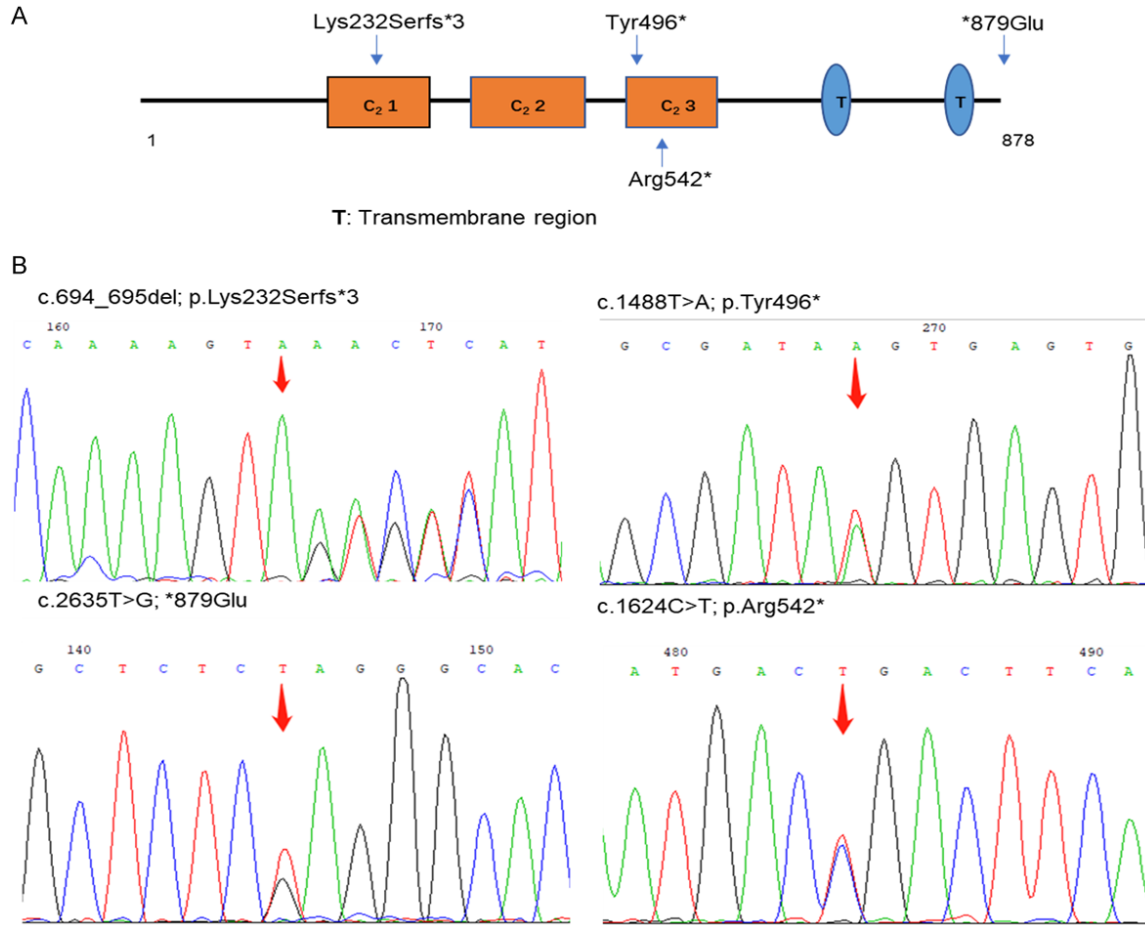 A
Lys232Serfs*3 Tyr496* *879Glu
C₂ 1 C₂ 2 C₂ 3 T T
1 878
Arg542*
T: Transmembrane region
B
c.694_695del; p.Lys232Serfs*3
160 170
C A A A A G T A A A C T C A T
c.1488T>A; p.Tyr496*
270
G C G A T A A G T G A G T G
c.2635T>G; *879Glu
140 150
G C T C T C T A G G G C A C
c.1624C>T; p.Arg542*
480 490
A T G A C T G A C T T C A